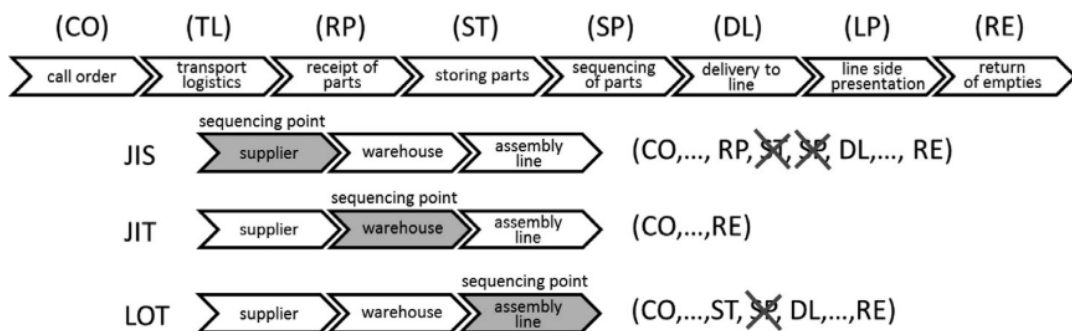 (CO) (TL) (RP) (ST) (SP) (DL) (LP) (RE)
call order
transport
logistics
receipt of
parts
storing parts
sequencing
of parts
delivery to
line
line side
presentation
return
of empties
sequencing point
JIS
supplier
warehouse
assembly
line
(CO,..., RP, ST, SP, DL,..., RE)
sequencing point
JIT
supplier
warehouse
assembly
line
(CO,...,RE)
sequencing point
LOT
supplier
warehouse
assembly
line
(CO,...,ST, SP, DL,...,RE)